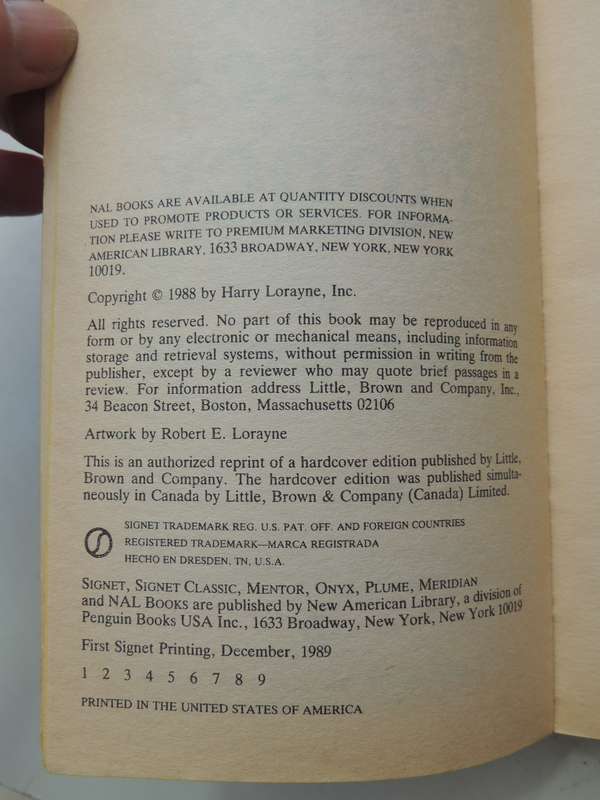 NAL BOOKS ARE AVAILABLE AT QUANTITY DISCOUNTS WHEN
USED TO PROMOTE PRODUCTS OR SERVICES. FOR INFORMA-
TION PLEASE WRITE TO PREMIUM MARKETING DIVISION, NEW
AMERICAN LIBRARY, 1633 BROADWAY, NEW YORK, NEW YORK
10019.
Copyright © 1988 by Harry Lorayne, Inc.
All rights reserved. No part of this book may be reproduced in any
form or by any electronic or mechanical means, including information
storage and retrieval systems, without permission in writing from the
publisher, except by a reviewer who may quote brief passages in a
review. For information address Little, Brown and Company, Inc.,
34 Beacon Street, Boston, Massachusetts 02106
Artwork by Robert E. Lorayne
This is an authorized reprint of a hardcover edition published by Little,
Brown and Company. The hardcover edition was published simulta-
neously in Canada by Little, Brown & Company (Canada) Limited.
SIGNET TRADEMARK REG. U.S. PAT. OFF. AND FOREIGN COUNTRIES
REGISTERED TRADEMARK—MARCA REGISTRADA
HECHO EN DRESDEN, TN, U.S.A.
SIGNET, SIGNET CLASSIC, MENTOR, ONYX, PLUME, MERIDIAN
and NAL BOOKS are published by New American Library, a division of
Penguin Books USA Inc., 1633 Broadway, New York, New York 10019
First Signet Printing, December, 1989
1 2 3 4 5 6 7 8 9
PRINTED IN THE UNITED STATES OF AMERICA